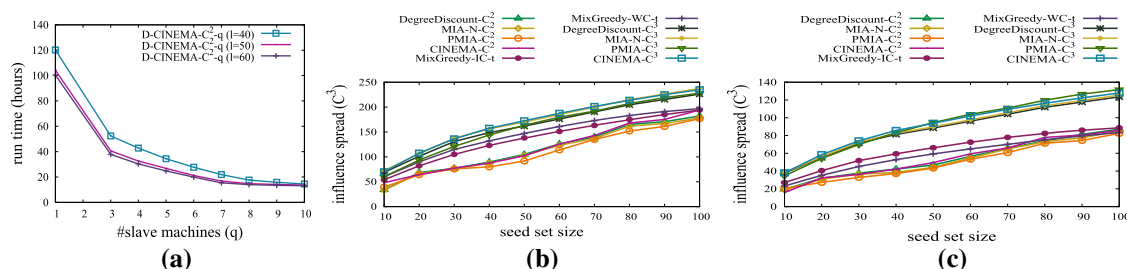 D-CINEMA-C²-q (l=40)
D-CINEMA-C²-q (l=50)
D-CINEMA-C²-q (l=60)
run time (hours)
140
120
100
80
60
40
20
0
1 2 3 4 5 6 7 8 9 10
#slave machines (q)
(a)
DegreeDiscount-C²
MIA-N-C²
PMIA-C²
CINEMA-C²
MixGreedy-IC-t
MixGreedy-WC-t
DegreeDiscount-C³
MIA-N-C³
PMIA-C³
CINEMA-C³
influence spread (C³)
250
200
150
100
50
0
10 20 30 40 50 60 70 80 90 100
seed set size
(b)
DegreeDiscount-C²
MIA-N-C²
PMIA-C²
CINEMA-C²
MixGreedy-IC-t
MixGreedy-WC-t
DegreeDiscount-C³
MIA-N-C³
PMIA-C³
CINEMA-C³
influence spread (C³)
140
120
100
80
60
40
20
0
10 20 30 40 50 60 70 80 90 100
seed set size
(c)